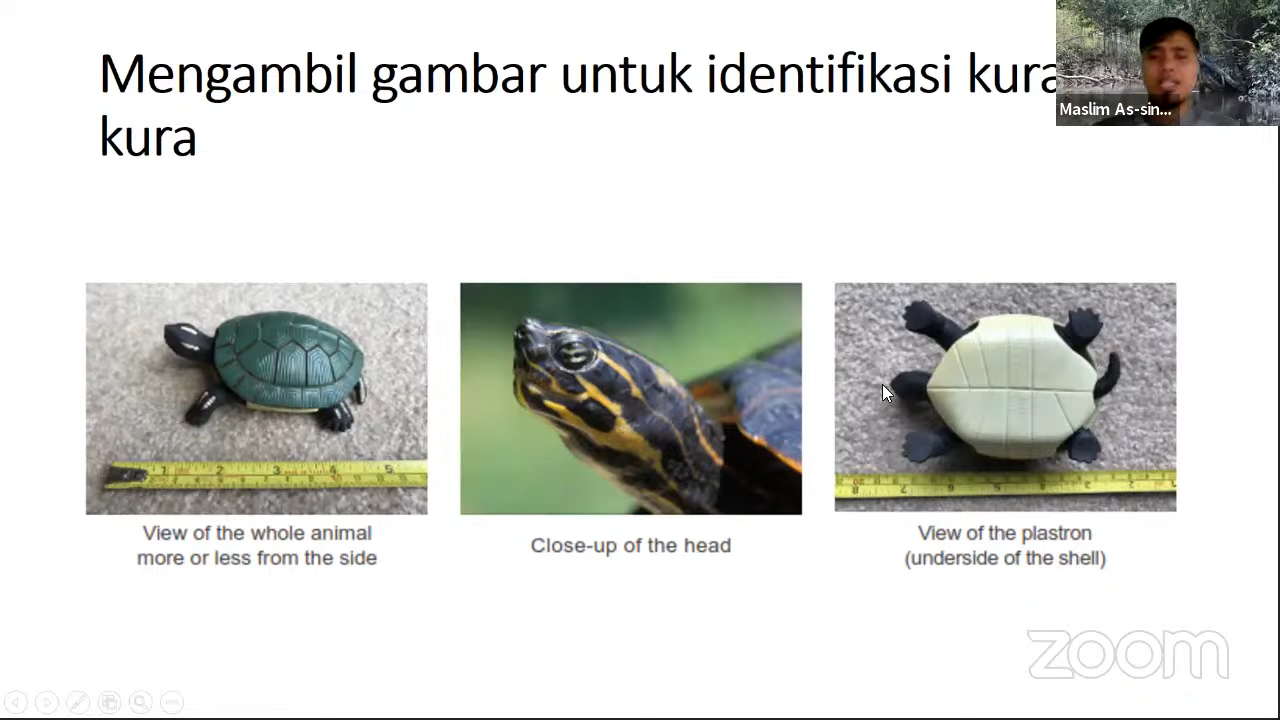 Mengambil gambar untuk identifikasi kura
kura
Maslim As-sin...
View of the whole animal
more or less from the side
Close-up of the head
View of the plastron
(underside of the shell)
zoom